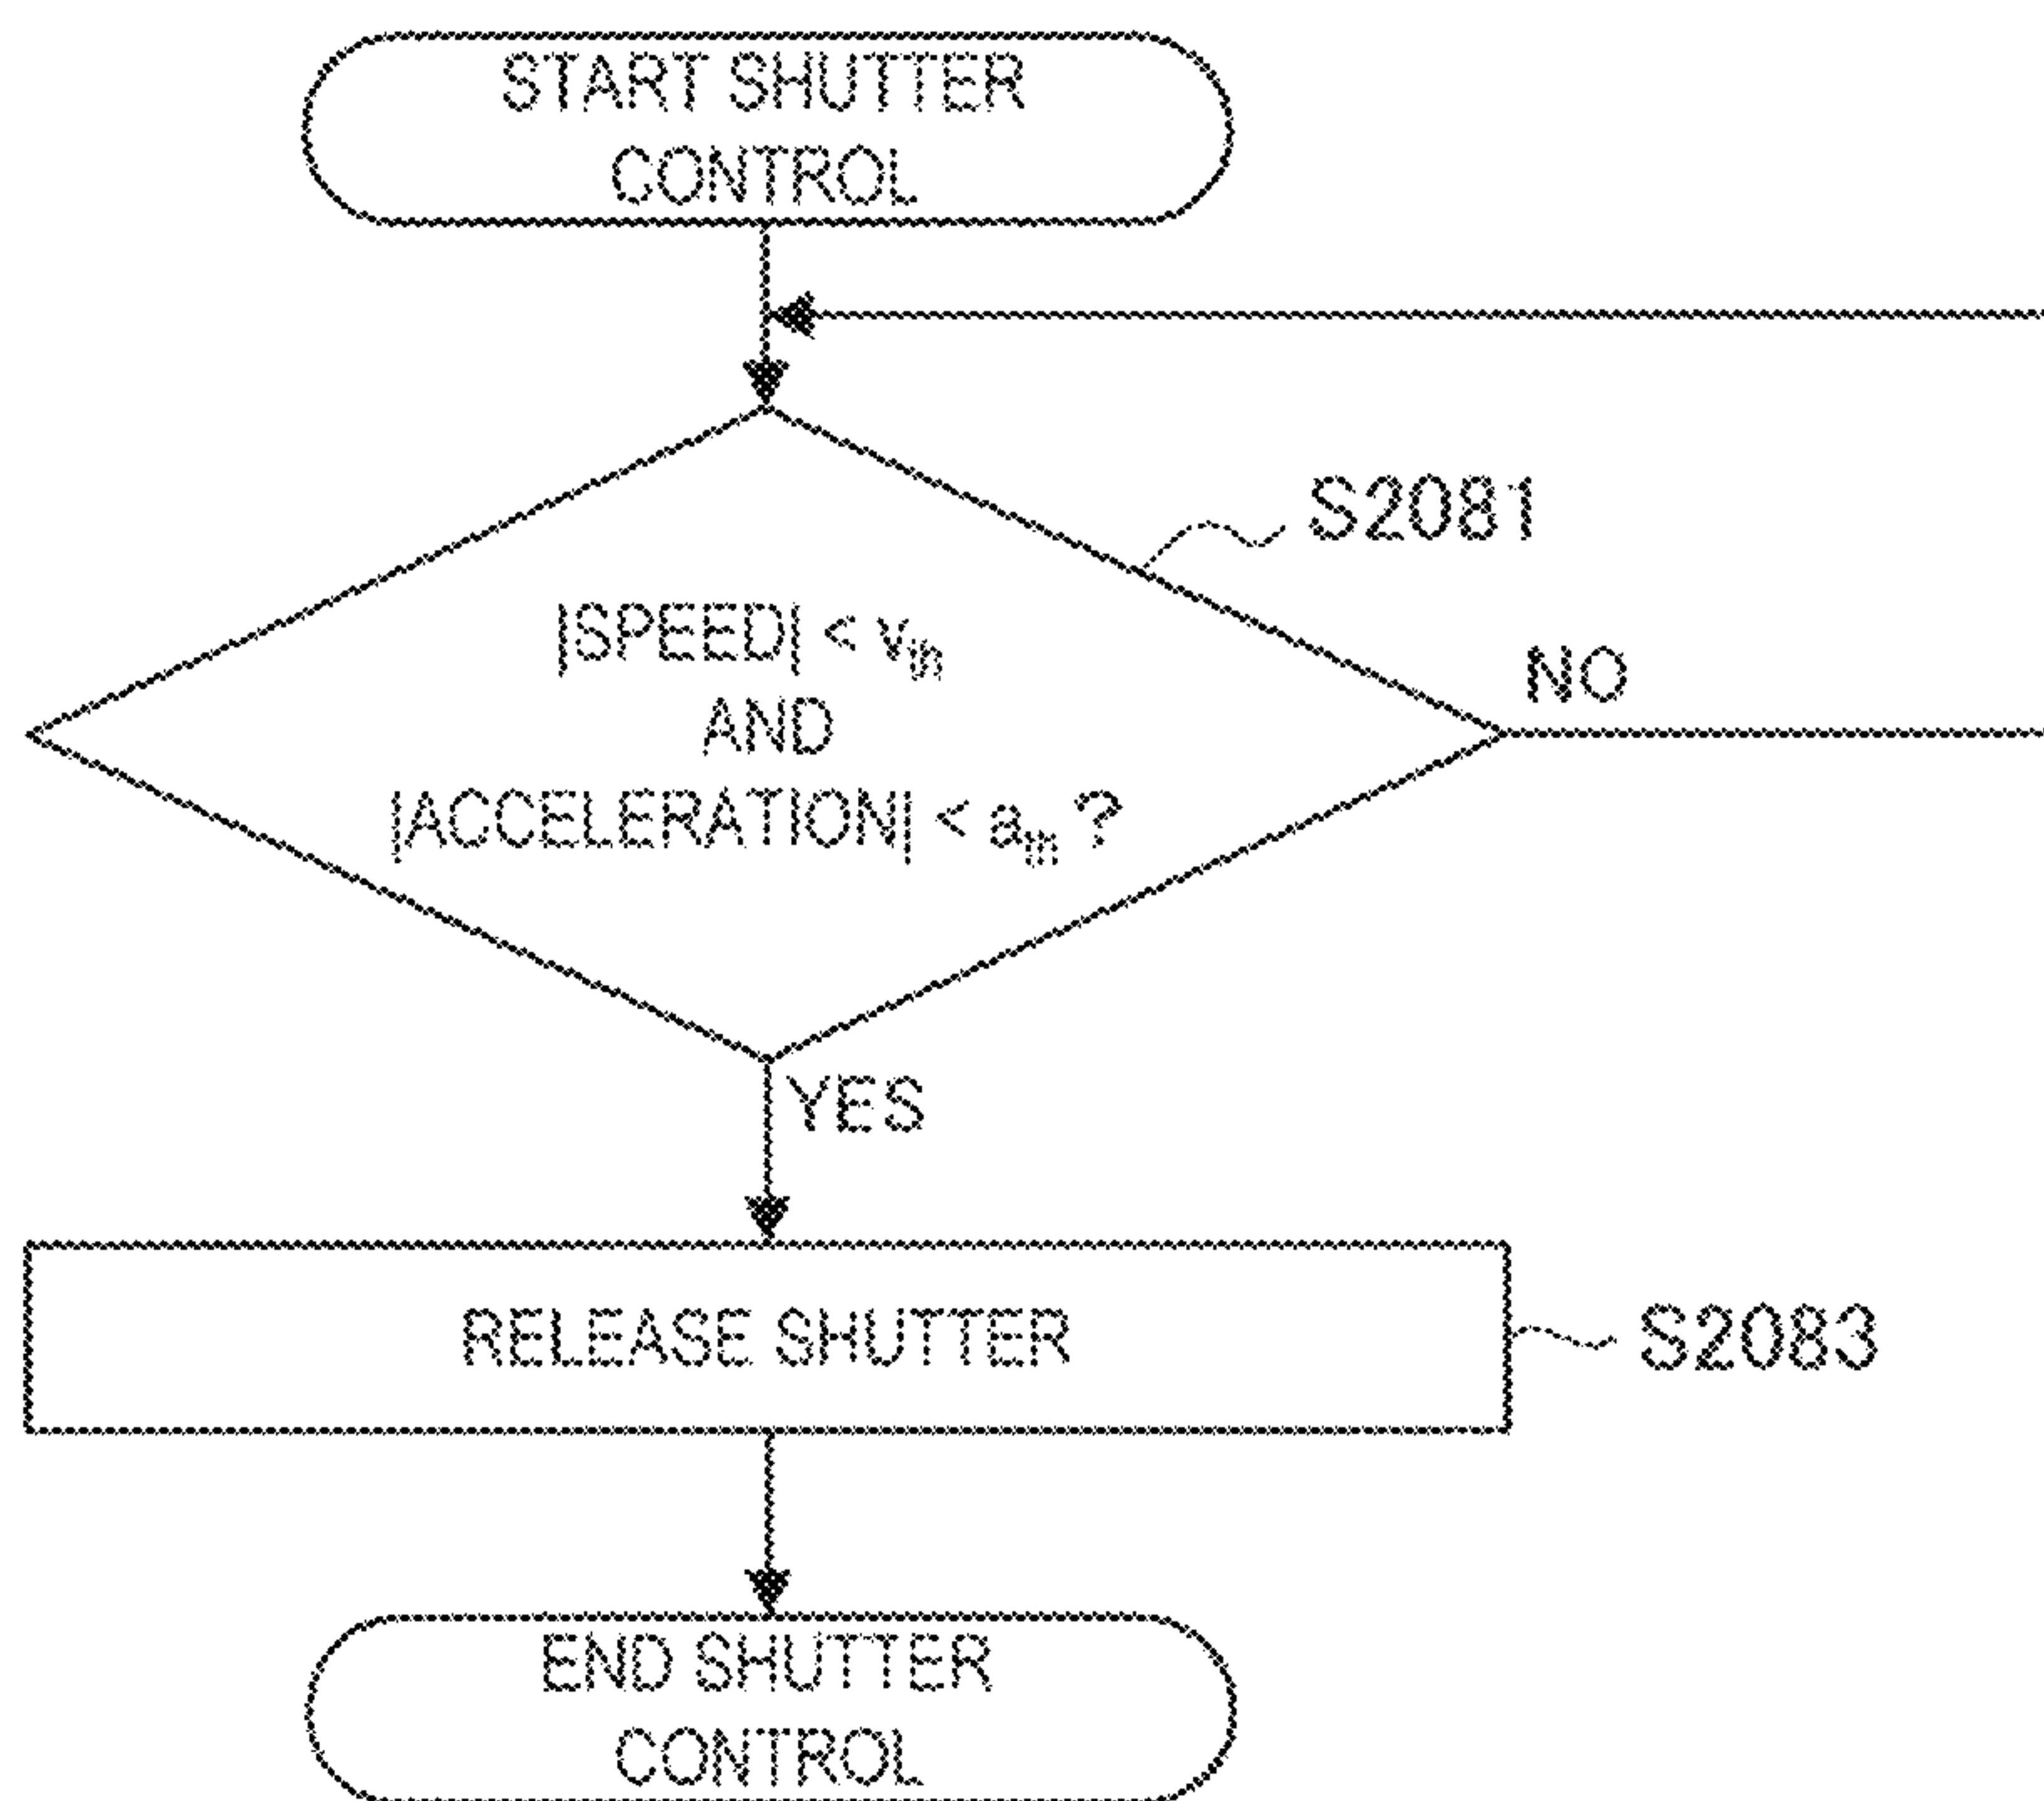 START SHUTTER
CONTROL
S2081
|SPEED| < vth
AND
|ACCELERATION| < ath ?
NO
YES
RELEASE SHUTTER
S2083
END SHUTTER
CONTROL